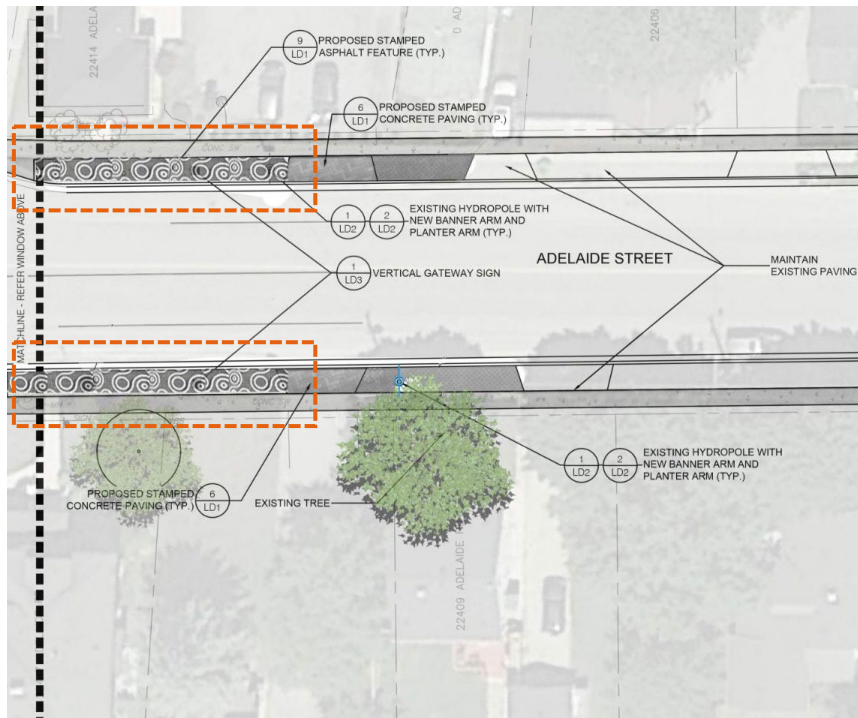 22414 ADELA
9
LD1
PROPOSED STAMPED
ASPHALT FEATURE (TYP.)
22406
6
LD1
PROPOSED STAMPED
CONCRETE PAVING (TYP.)
CONC SW
1
LD2
2
LD2
EXISTING HYDROPOLE WITH
NEW BANNER ARM AND
PLANTER ARM (TYP.)
ADELAIDE STREET
1
LD3
VERTICAL GATEWAY SIGN
MAINTAIN
EXISTING PAVING
MATCHLINE - REFER WINDOW ABOVE
1
LD2
2
LD2
EXISTING HYDROPOLE WITH
NEW BANNER ARM AND
PLANTER ARM (TYP.)
PROPOSED STAMPED
CONCRETE PAVING (TYP.)
6
LD1
EXISTING TREE
22409 ADELAIDE